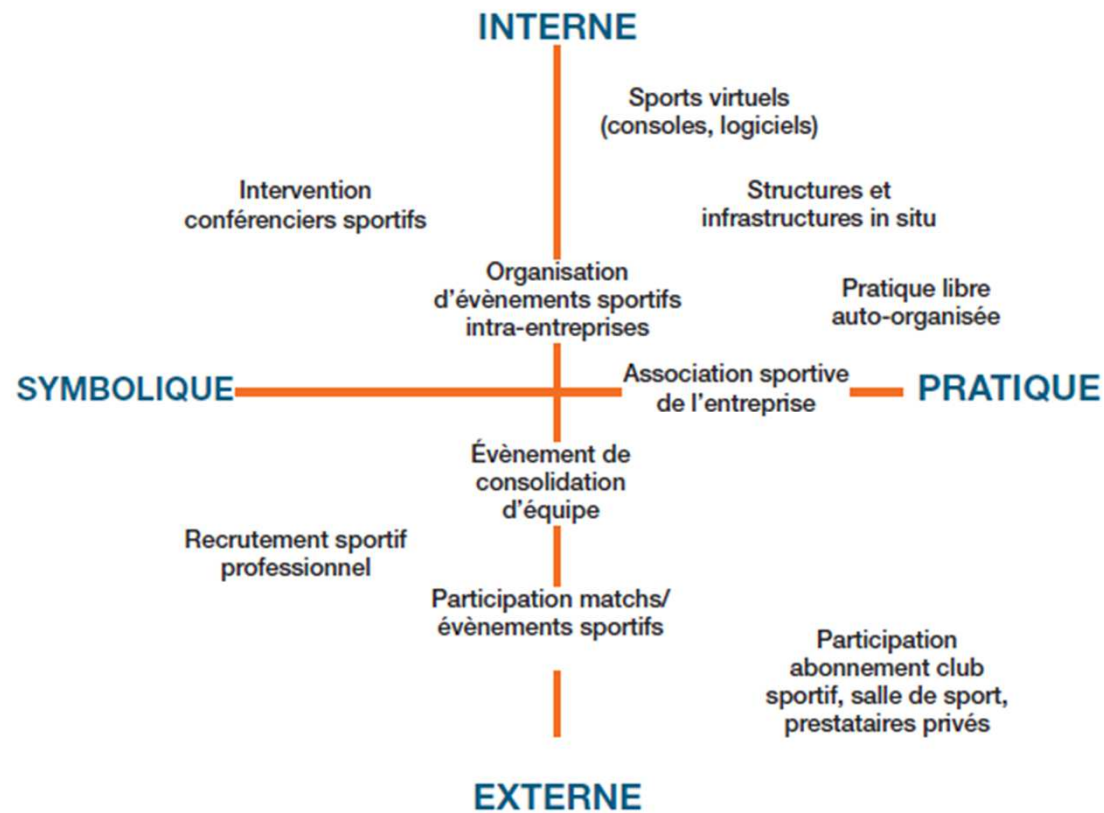 INTERNE
Sports virtuels
(consoles, logiciels)
Intervention
conférenciers sportifs
Structures et
infrastructures in situ
Organisation
d'évènements sportifs
intra-entreprises
Pratique libre
auto-organisée
SYMBOLIQUE
Association sportive
de l'entreprise
PRATIQUE
Évènement de
consolidation
d'équipe
Recrutement sportif
professionnel
Participation matchs/
évènements sportifs
Participation
abonnement club
sportif, salle de sport,
prestataires privés
EXTERNE